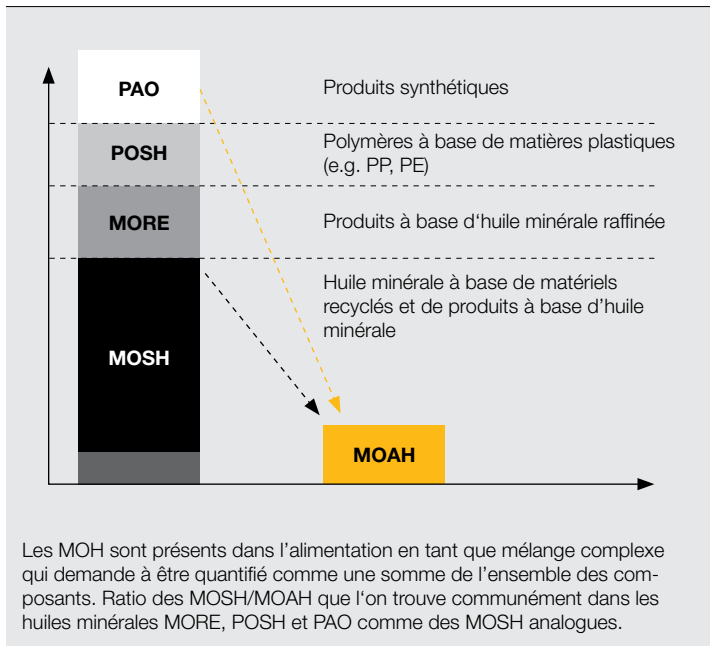 PAO
Produits synthétiques
POSH
Polymères à base de matières plastiques
(e.g. PP, PE)
MORE
Produits à base d‘huile minérale raffinée
Huile minérale à base de matériels
recyclés et de produits à base d’huile
minérale
MOSH
MOAH
Les MOH sont présents dans l’alimentation en tant que mélange complexe
qui demande à être quantifié comme une somme de l’ensemble des com-
posants. Ratio des MOSH/MOAH que l‘on trouve communément dans les
huiles minérales MORE, POSH et PAO comme des MOSH analogues.